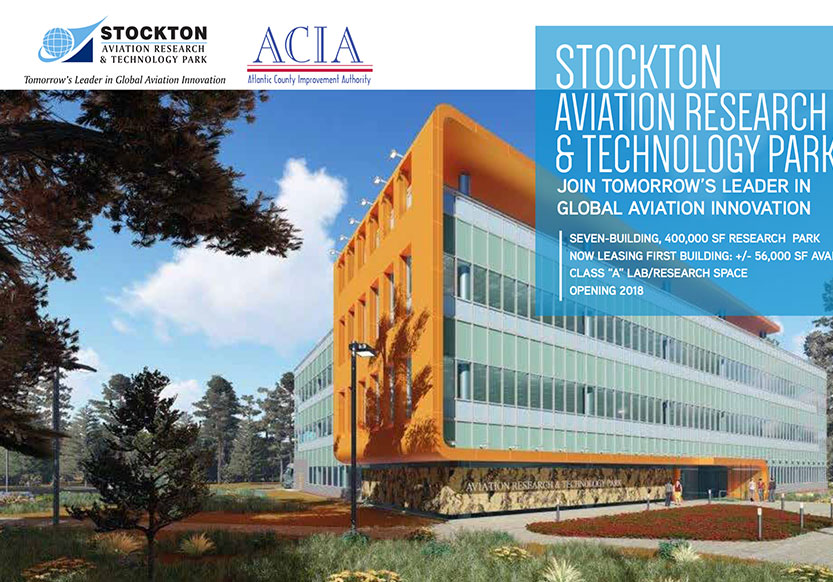 STOCKTON
AVIATION RESEARCH
& TECHNOLOGY PARK
Tomorrow's Leader in Global Aviation Innovation
ACIA
Atlantic County Improvement Authority
STOCKTON
AVIATION RESEARCH
& TECHNOLOGY PARK
JOIN TOMORROW'S LEADER IN
GLOBAL AVIATION INNOVATION
SEVEN-BUILDING, 400,000 SF RESEARCH PARK
NOW LEASING FIRST BUILDING: +/- 56,000 SF AVA
CLASS "A" LAB/RESEARCH SPACE
OPENING 2018
AVIATION RESEARCH & TECHNOLOGY PARK